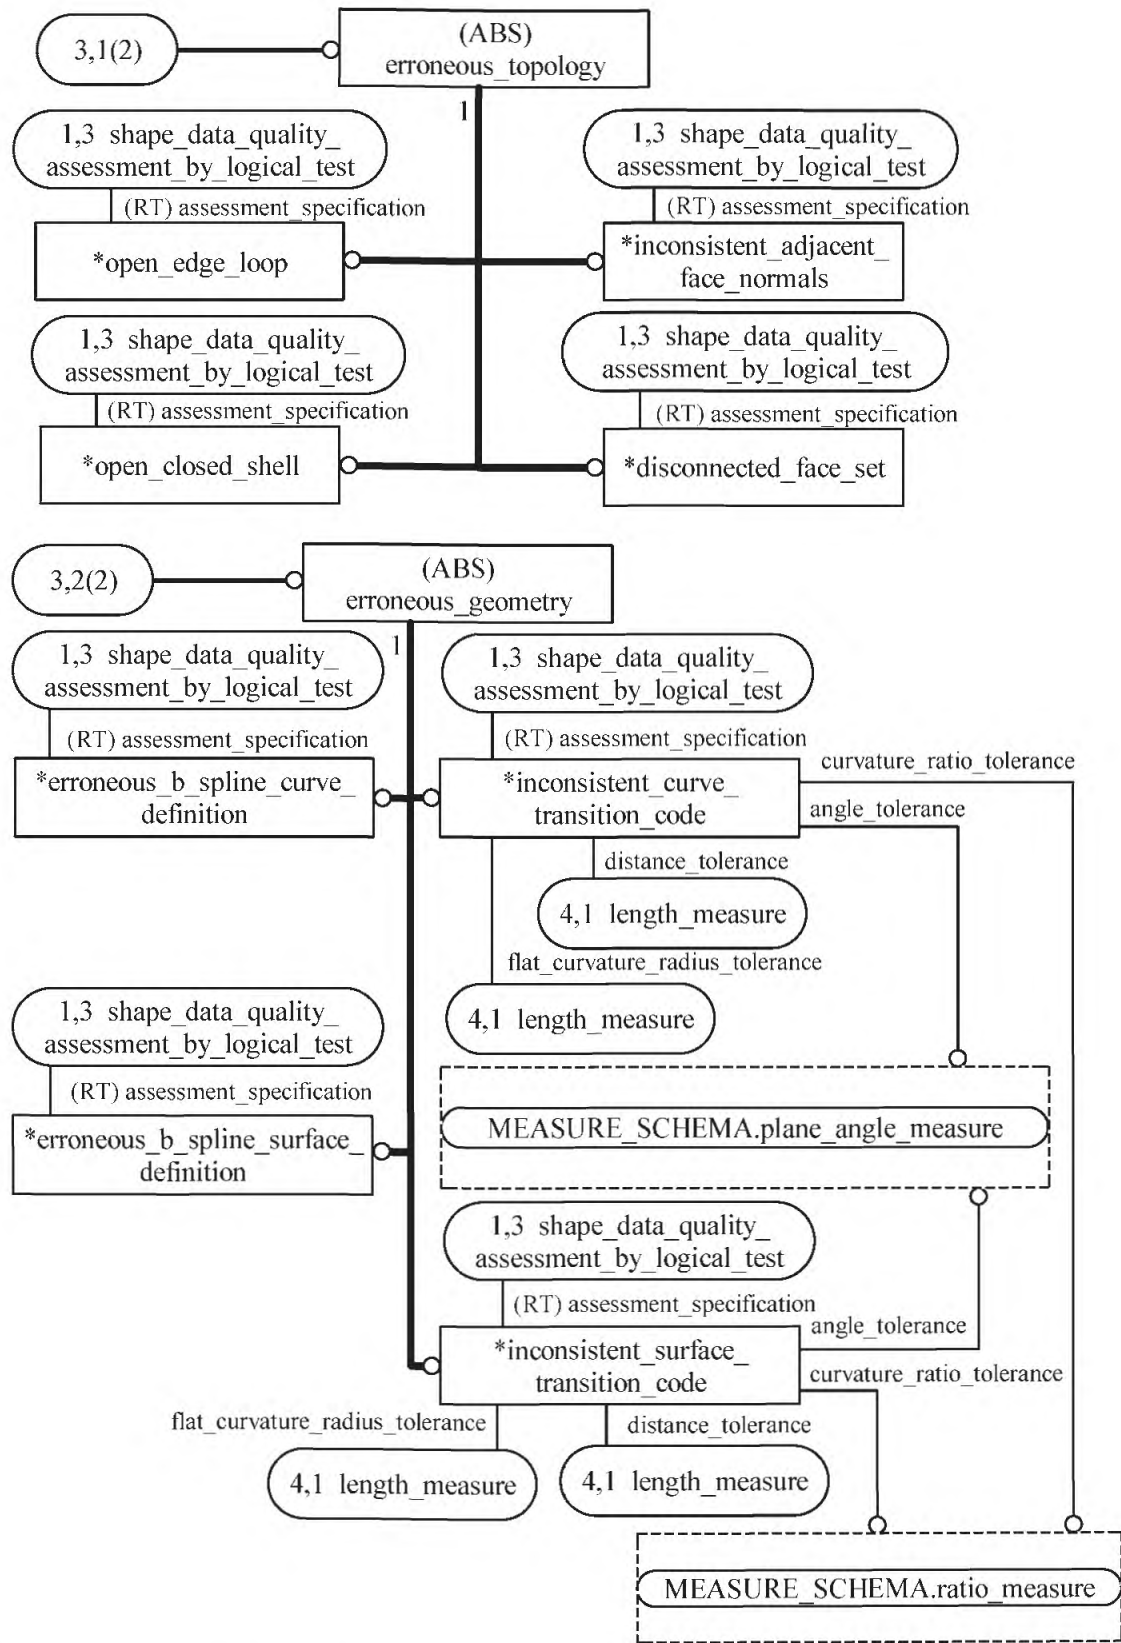 3,1(2)
(ABS)
erroneous_topology
1
1,3 shape_data_quality_
assessment_by_logical_test
(RT) assessment_specification
*open_edge_loop
1,3 shape_data_quality_
assessment_by_logical_test
(RT) assessment_specification
*inconsistent_adjacent_
face_normals
1,3 shape_data_quality_
assessment_by_logical_test
(RT) assessment_specification
*open_closed_shell
1,3 shape_data_quality_
assessment_by_logical_test
(RT) assessment_specification
*disconnected_face_set
3,2(2)
(ABS)
erroneous_geometry
1
1,3 shape_data_quality_
assessment_by_logical_test
(RT) assessment_specification
*erroneous_b_spline_curve_
definition
1,3 shape_data_quality_
assessment_by_logical_test
(RT) assessment_specification
*inconsistent_curve_
transition_code
curvature_ratio_tolerance
angle_tolerance
distance_tolerance
4,1 length_measure
flat_curvature_radius_tolerance
4,1 length_measure
1,3 shape_data_quality_
assessment_by_logical_test
(RT) assessment_specification
*erroneous_b_spline_surface_
definition
MEASURE_SCHEMA.plane_angle_measure
1,3 shape_data_quality_
assessment_by_logical_test
(RT) assessment_specification
*inconsistent_surface_
transition_code
angle_tolerance
curvature_ratio_tolerance
flat_curvature_radius_tolerance
4,1 length_measure
distance_tolerance
4,1 length_measure
MEASURE_SCHEMA.ratio_measure